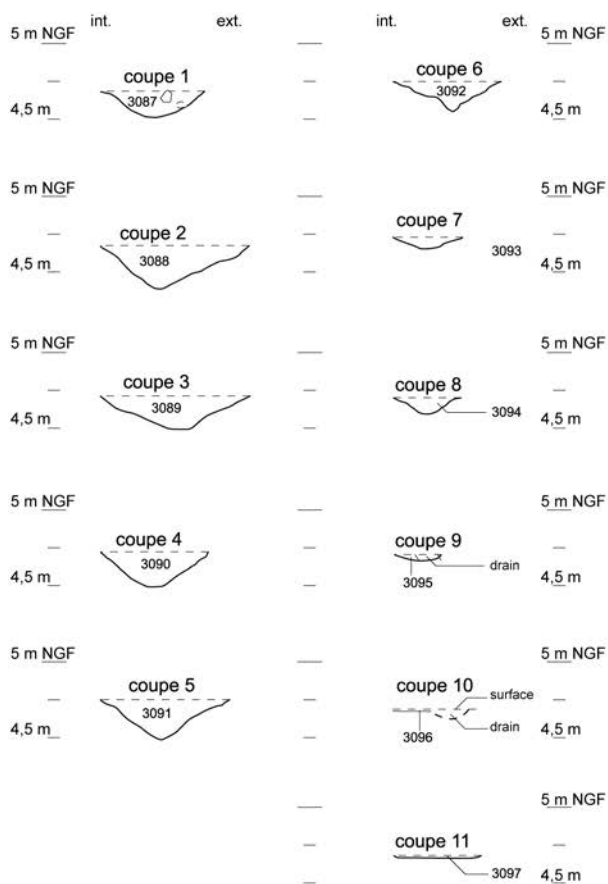 int. ext.
5 m NGF
coupe 1
3087
4,5 m
5 m NGF
coupe 2
3088
4,5 m
5 m NGF
coupe 3
3089
4,5 m
5 m NGF
coupe 4
3090
4,5 m
5 m NGF
coupe 5
3091
4,5 m
int. ext.
5 m NGF
coupe 6
3092
4,5 m
5 m NGF
coupe 7
3093
4,5 m
5 m NGF
coupe 8
3094
4,5 m
5 m NGF
coupe 9
drain
3095
4,5 m
5 m NGF
coupe 10
surface
drain
3096
4,5 m
5 m NGF
coupe 11
3097
4,5 m